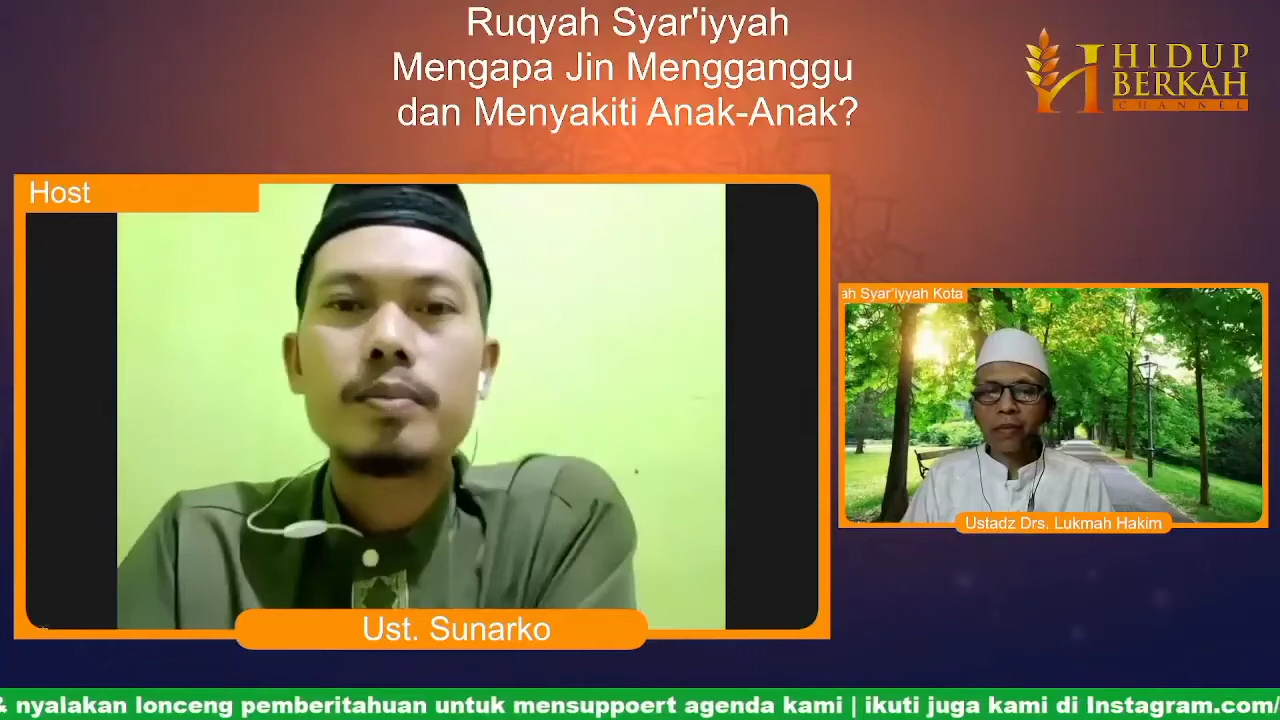 Ruqyah Syar'iyyah
Mengapa Jin Mengganggu
dan Menyakiti Anak-Anak?
HIDUP
BERKAH
CHANNEL
Host
ah Syar'iyyah Kota
Ustadz Drs. Lukmah Hakim
Ust. Sunarko
& nyalakan lonceng pemberitahuan untuk mensuppoert agenda kami | ikuti juga kami di Instagram.com/